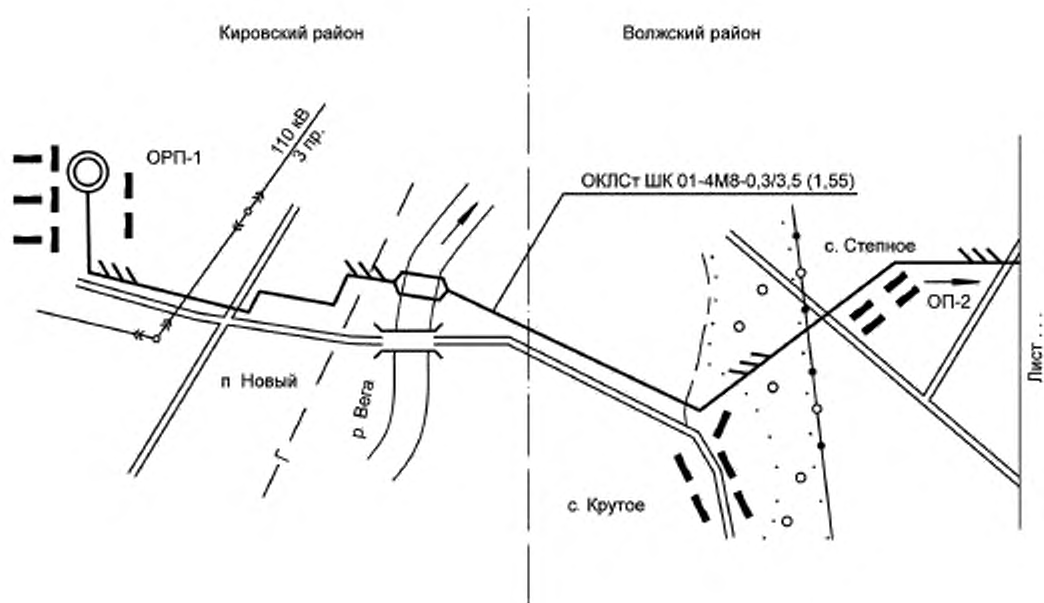 Кировский район
Волжский район
ОРП-1
110 кВ
3 пр.
ОКЛСт ШК 01-4М8-0,3/3,5 (1,55)
с. Степное
ОП-2
п Новый
р. Вега
Г
с. Крутое
Лист . . .